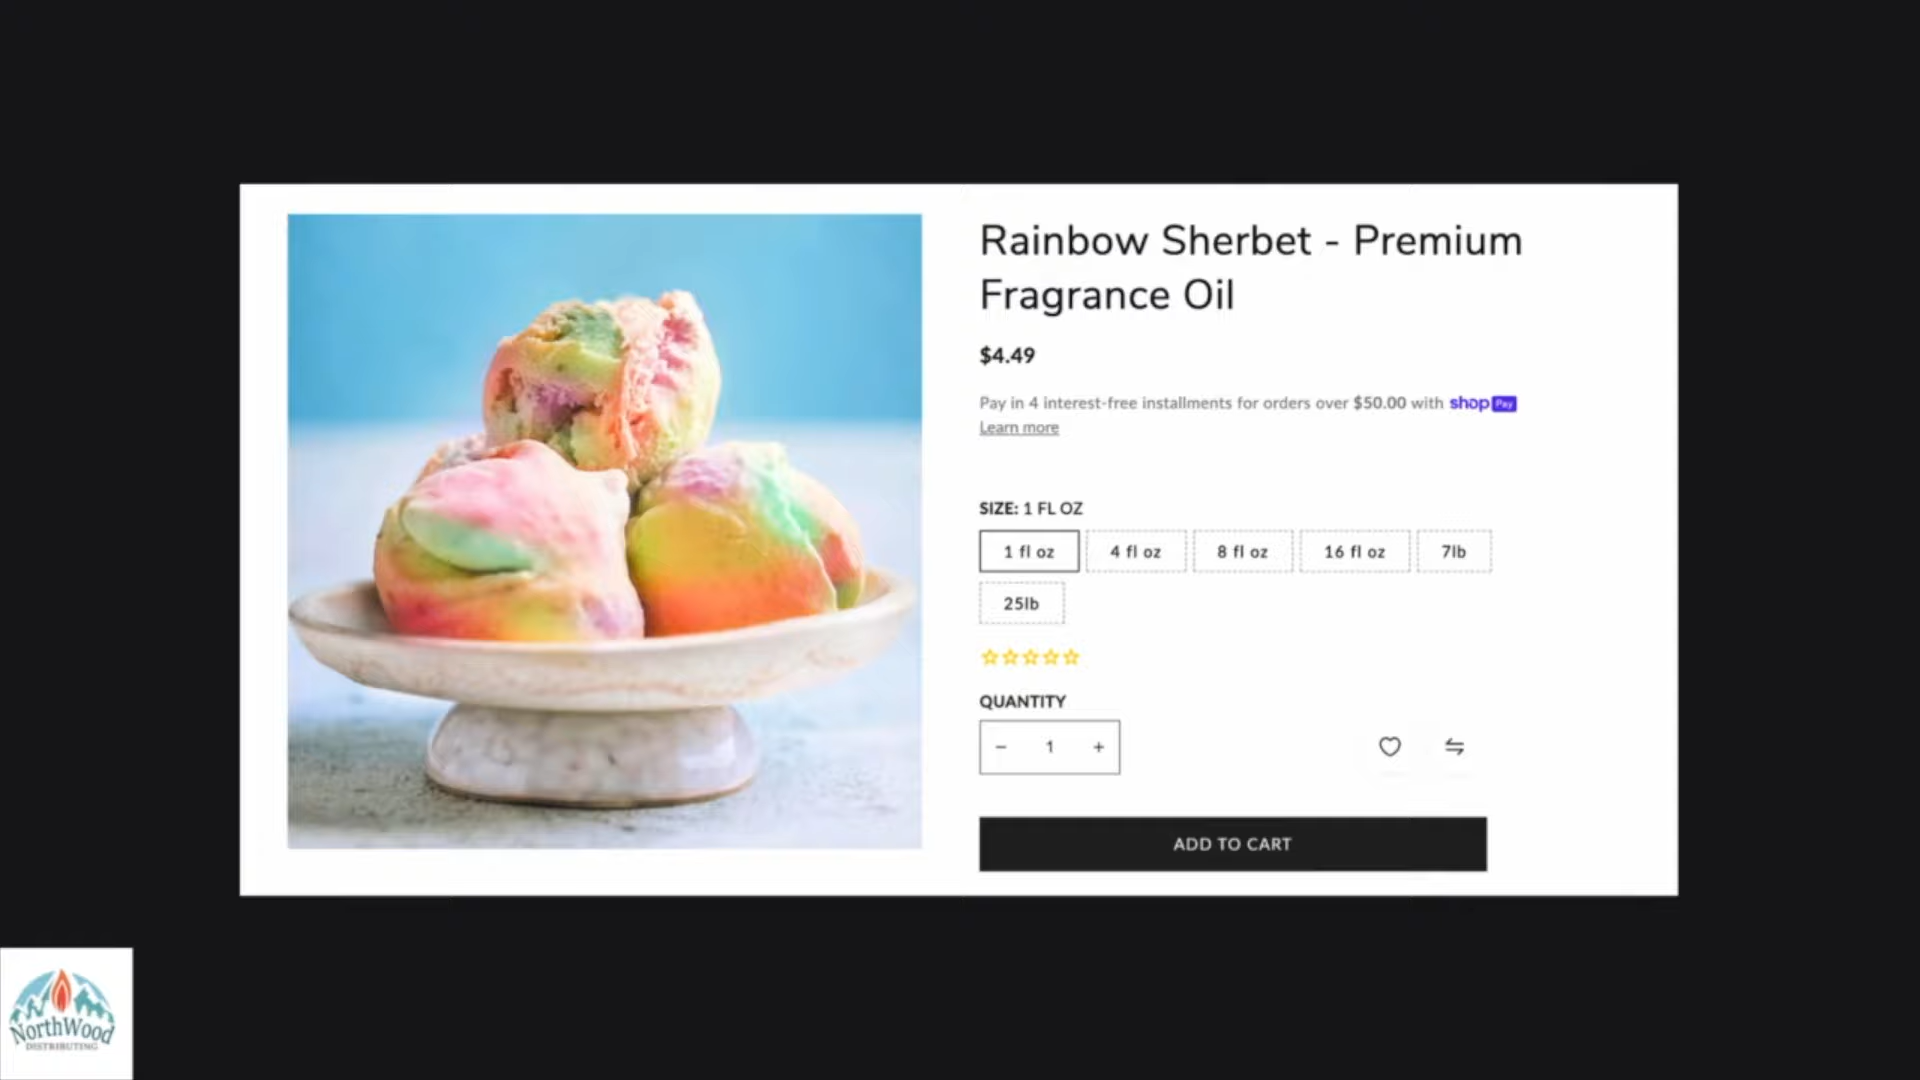 Rainbow Sherbet - Premium
Fragrance Oil
$4.49
Pay in 4 interest-free installments for orders over $50.00 with shop Pay
Learn more
SIZE: 1 FL OZ
1 fl oz
4 fl oz
8 fl oz
16 fl oz
7lb
25lb
QUANTITY
− 1 +
ADD TO CART
NorthWood
DISTRIBUTING